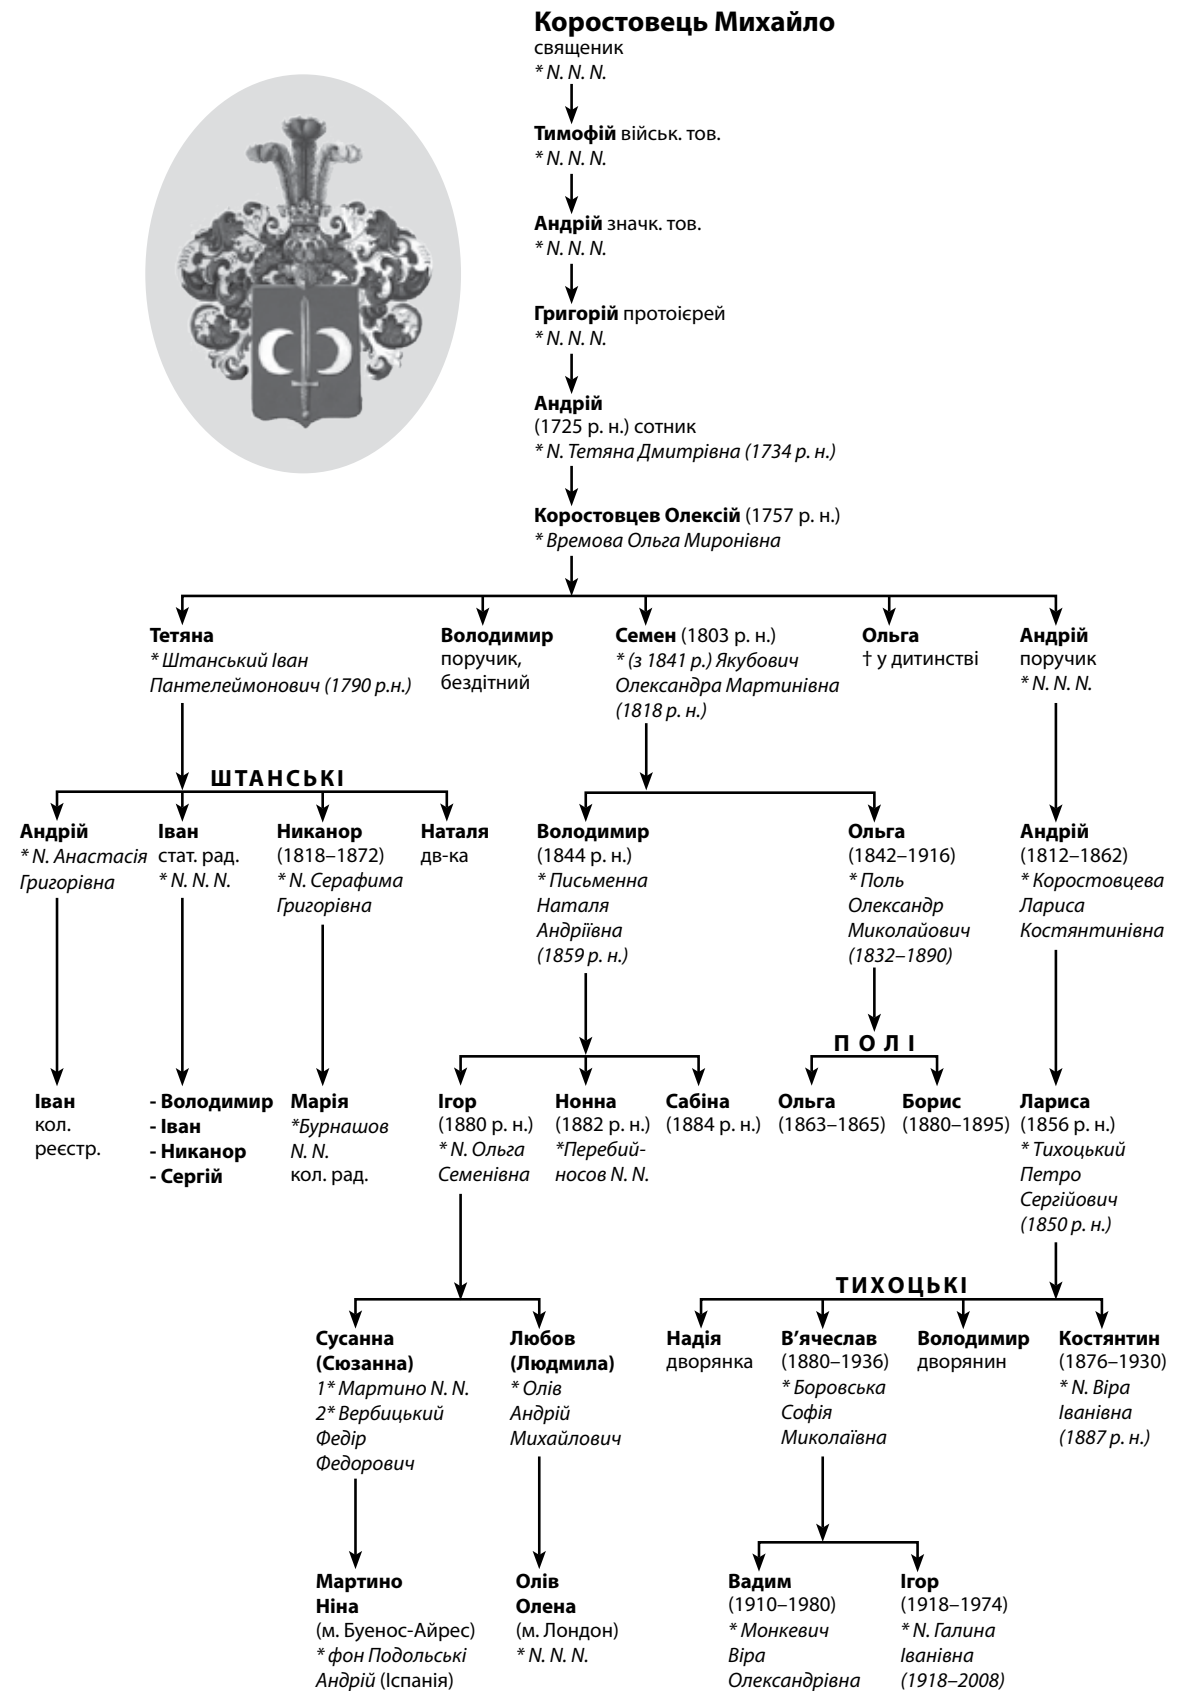 Коростовець Михайло
священик
* N. N. N.
Тимофій військ. тов.
* N. N. N.
Андрій значк. тов.
* N. N. N.
Григорій протоієрей
* N. N. N.
Андрій
(1725 р. н.) сотник
* N. Тетяна Дмитрівна (1734 р. н.)
Коростовцев Олексій (1757 р. н.)
* Времова Ольга Миронівна
Тетяна
* Штанський Іван
Пантелеймонович (1790 р.н.)
Володимир
поручик,
бездітний
Семен (1803 р. н.)
* (з 1841 р.) Якубович
Олександра Мартинівна
(1818 р. н.)
Ольга
† у дитинстві
Андрій
поручик
* N. N. N.
ШТАНСЬКІ
Андрій
* N. Анастасія
Григорівна
Іван
стат. рад.
* N. N. N.
Никанор
(1818–1872)
* N. Серафима
Григорівна
Наталя
дв-ка
Володимир
(1844 р. н.)
* Письменна
Наталя
Андріївна
(1859 р. н.)
Ольга
(1842–1916)
* Поль
Олександр
Миколайович
(1832–1890)
Андрій
(1812–1862)
* Коростовцева
Лариса
Костянтинівна
ПОЛІ
Іван
кол.
реєстр.
- Володимир
- Іван
- Никанор
- Сергій
Марія
*Бурнашов
N. N.
кол. рад.
Ігор
(1880 р. н.)
* N. Ольга
Семенівна
Нонна
(1882 р. н.)
*Перебий-
носов N. N.
Сабіна
(1884 р. н.)
Ольга
(1863–1865)
Борис
(1880–1895)
Лариса
(1856 р. н.)
* Тихоцький
Петро
Сергійович
(1850 р. н.)
ТИХОЦЬКІ
Сусанна
(Сюзанна)
1* Мартино N. N.
2* Вербицький
Федір
Федорович
Любов
(Людмила)
* Олів
Андрій
Михайлович
Надія
дворянка
В’ячеслав
(1880–1936)
* Боровська
Софія
Миколаївна
Володимир
дворянин
Костянтин
(1876–1930)
* N. Віра
Іванівна
(1887 р. н.)
Мартино
Ніна
(м. Буенос-Айрес)
* фон Подольські
Андрій (Іспанія)
Олів
Олена
(м. Лондон)
* N. N. N.
Вадим
(1910–1980)
* Монкевич
Віра
Олександрівна
Ігор
(1918–1974)
* N. Галина
Іванівна
(1918–2008)